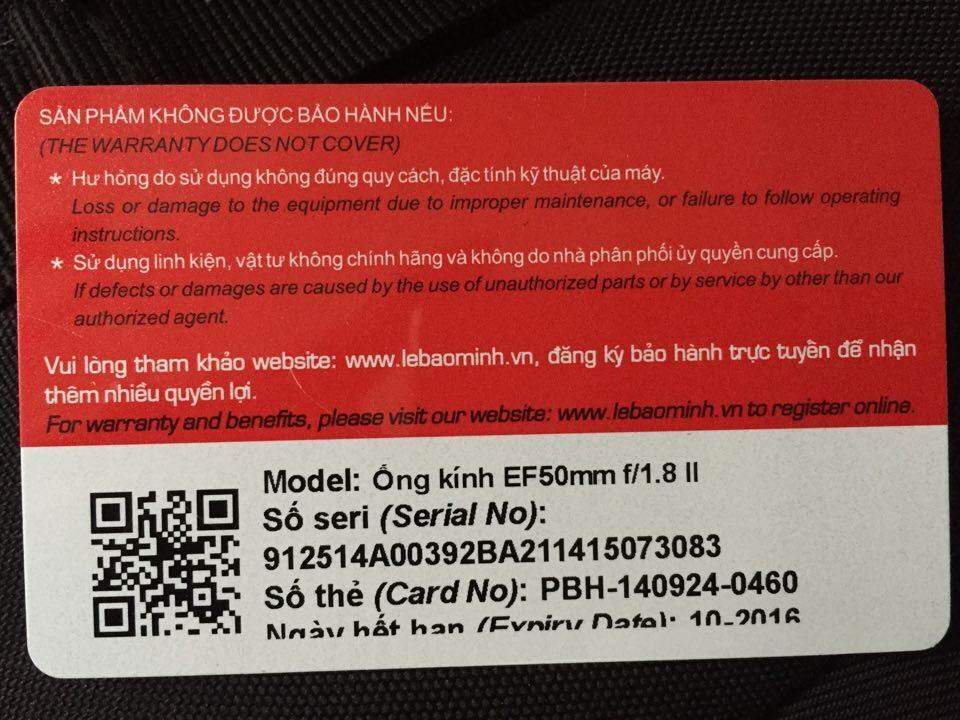 SẢN PHẨM KHÔNG ĐƯỢC BẢO HÀNH NẾU:
(THE WARRANTY DOES NOT COVER)
* Hư hỏng do sử dụng không đúng quy cách, đặc tính kỹ thuật của máy.
Loss or damage to the equipment due to improper maintenance, or failure to follow operating
instructions.
* Sử dụng linh kiện, vật tư không chính hãng và không do nhà phân phối ủy quyền cung cấp.
If defects or damages are caused by the use of unauthorized parts or by service by other than our
authorized agent.
Vui lòng tham khảo website: www.lebaominh.vn, đăng ký bảo hành trực tuyến để nhận
thêm nhiều quyền lợi.
For warranty and benefits, please visit our website: www.lebaominh.vn to register online.
Model: Ống kính EF50mm f/1.8 II
Số seri (Serial No):
912514A00392BA211415073083
Số thẻ (Card No): PBH-140924-0460
Ngày hết hạn (Expiry Date): 10-2016